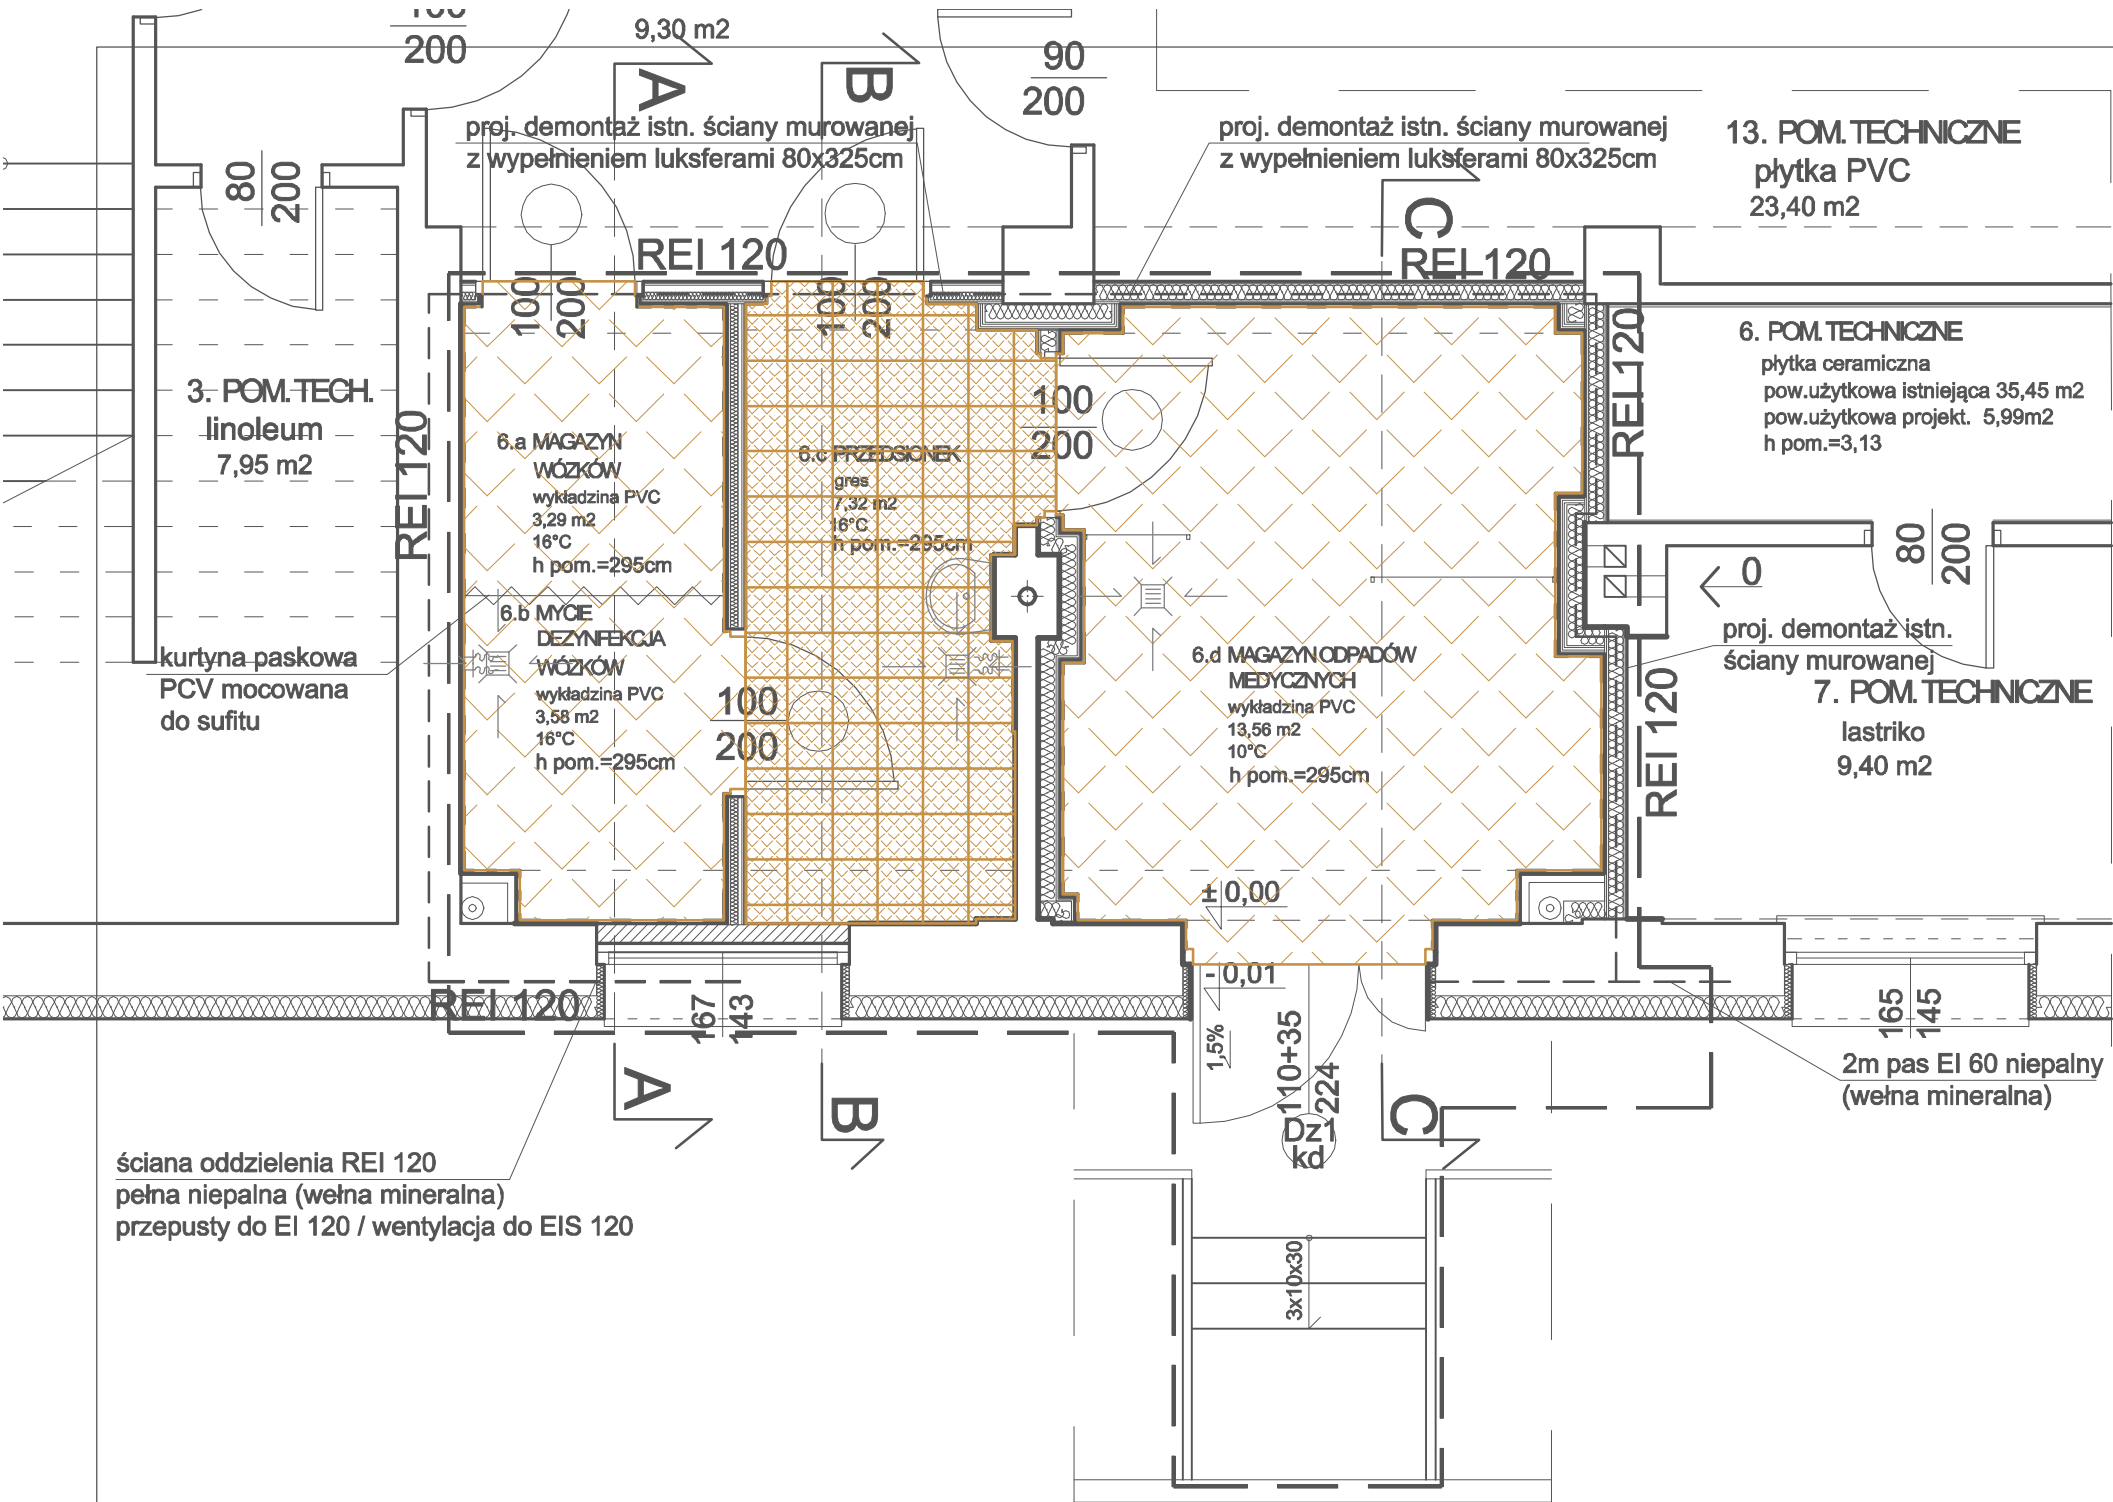 200
9,30 m2
A
B
90
200
proj. demontaż istn. ściany murowanej
z wypełnieniem luksferami 80x325cm
proj. demontaż istn. ściany murowanej
z wypełnieniem luksferami 80x325cm
13. POM. TECHNICZNE
płytka PVC
23,40 m2
80
200
C
REI 120
REI 120
100
200
100
200
3. POM.TECH.
linoleum
7,95 m2
REI 120
6.a MAGAZYN
WÓZKÓW
wykładzina PVC
3,29 m2
16°C
h pom.=295cm
6.c PRZEDSIONEK
gres
7,32 m2
16°C
h pom.=295cm
100
200
REI 120
6. POM. TECHNICZNE
płytka ceramiczna
pow.użytkowa istniejąca 35,45 m2
pow.użytkowa projekt. 5,99m2
h pom.=3,13
80
200
0
6.b MYCIE
DEZYNFEKCJA
WÓZKÓW
wykładzina PVC
3,58 m2
16°C
h pom.=295cm
kurtyna paskowa
PCV mocowana
do sufitu
100
200
6.d MAGAZYN ODPADÓW
MEDYCZNYCH
wykładzina PVC
13,56 m2
10°C
h pom.=295cm
proj. demontaż istn.
ściany murowanej
REI 120
7. POM. TECHNICZNE
lastriko
9,40 m2
± 0,00
- 0,01
REI 120
167
143
1,5%
110+35
224
Dz1
kd
165
145
2m pas EI 60 niepalny
(wełna mineralna)
A
B
C
ściana oddzielenia REI 120
pełna niepalna (wełna mineralna)
przepusty do EI 120 / wentylacja do EIS 120
3x10x30